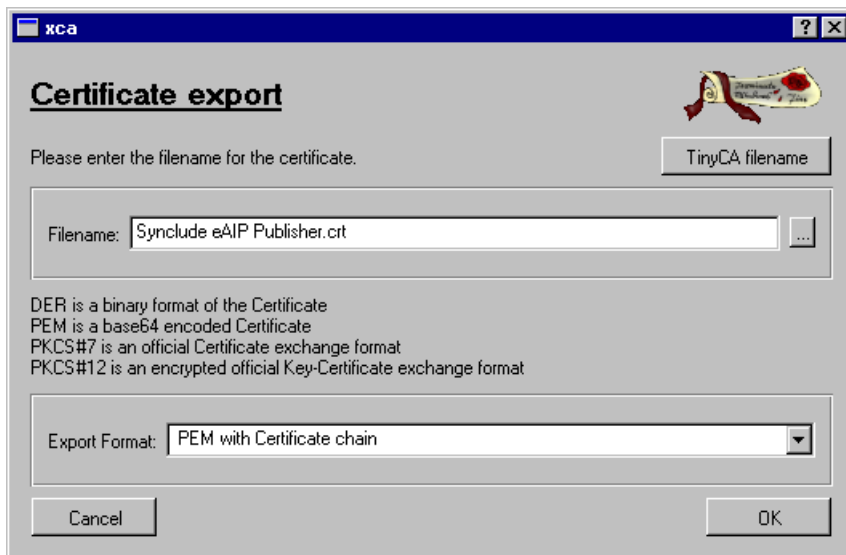 xca
Certificate export
Please enter the filename for the certificate.
TinyCA filename
Filename: Synclude eAIP Publisher.crt ...
DER is a binary format of the Certificate
PEM is a base64 encoded Certificate
PKCS#7 is an official Certificate exchange format
PKCS#12 is an encrypted official Key-Certificate exchange format
Export Format: PEM with Certificate chain
Cancel OK